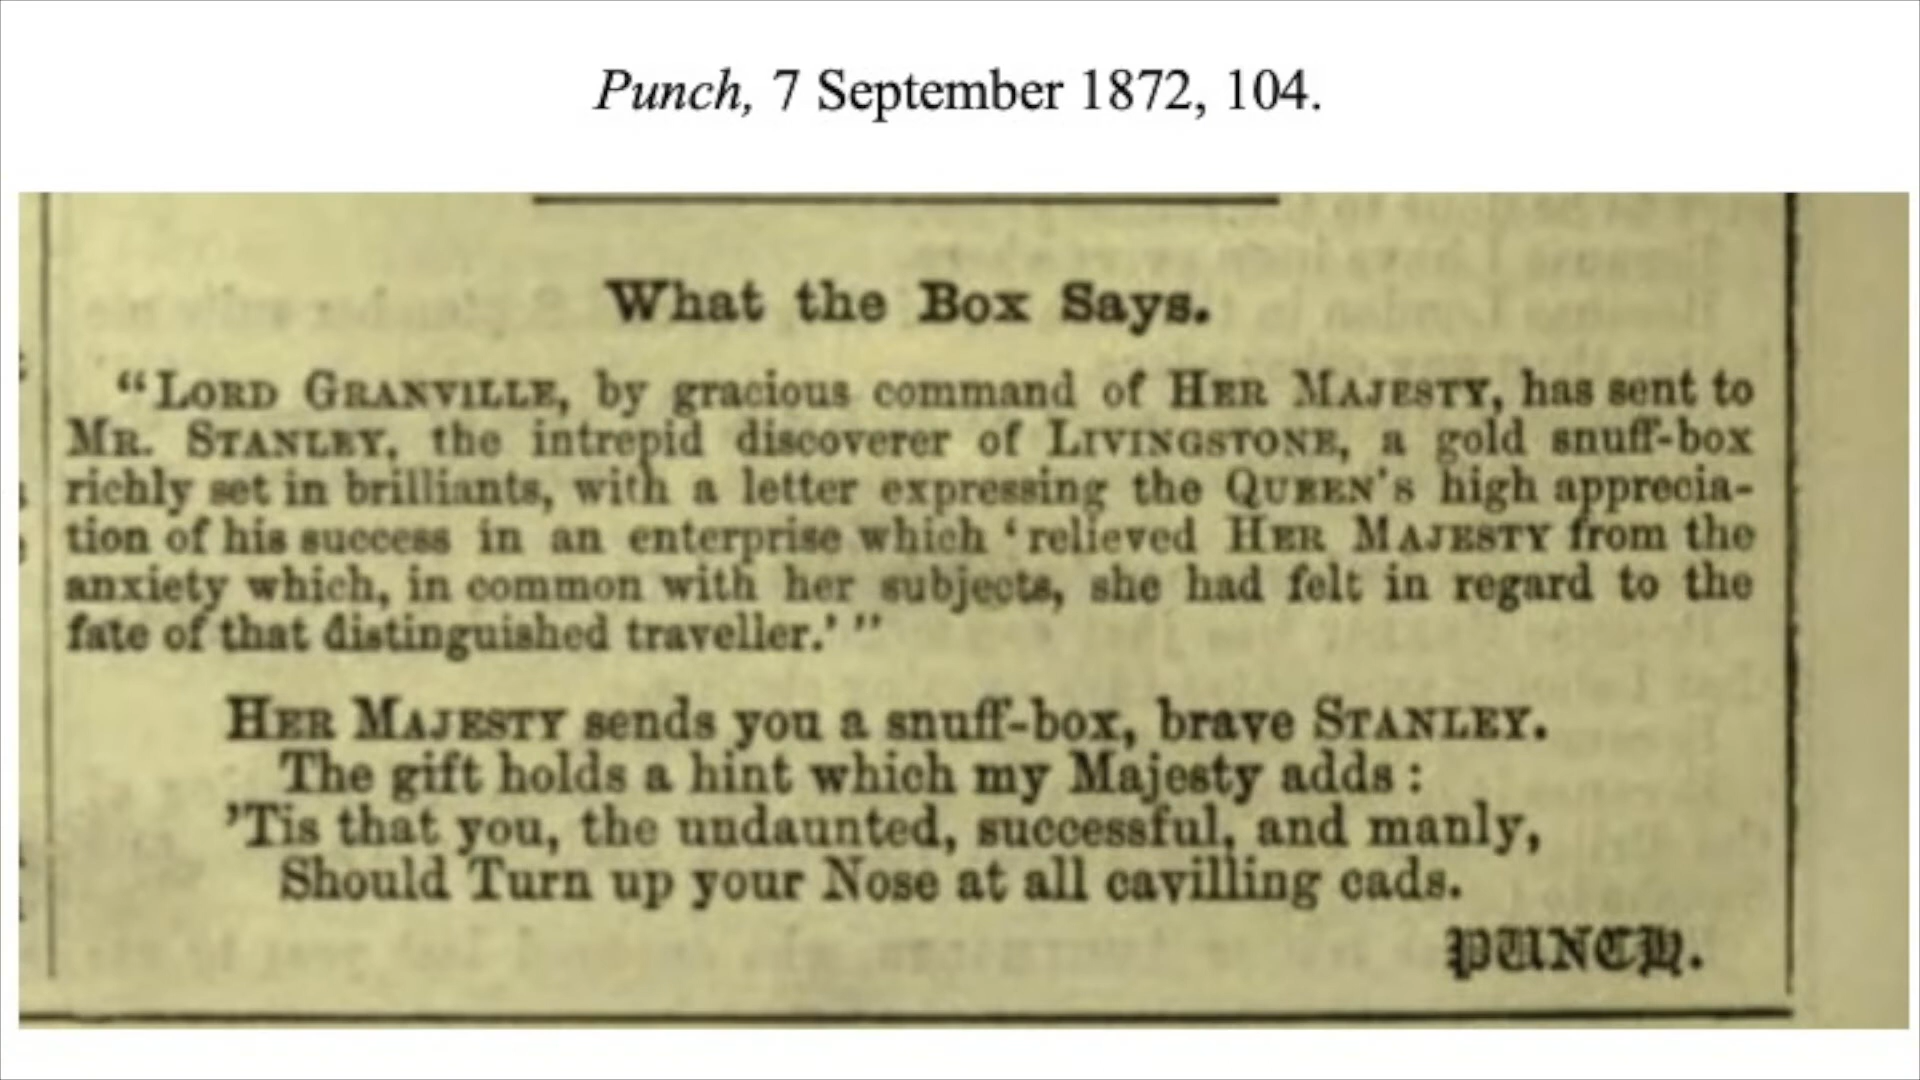 Punch, 7 September 1872, 104.
What the Box Says.
“LORD GRANVILLE, by gracious command of HER MAJESTY, has sent to
MR. STANLEY, the intrepid discoverer of LIVINGSTONE, a gold snuff-box
richly set in brilliants, with a letter expressing the QUEEN’S high apprecia-
tion of his success in an enterprise which ‘relieved HER MAJESTY from the
anxiety which, in common with her subjects, she had felt in regard to the
fate of that distinguished traveller.’”
HER MAJESTY sends you a snuff-box, brave STANLEY.
The gift holds a hint which my Majesty adds:
’Tis that you, the undaunted, successful, and manly,
Should Turn up your Nose at all cavilling cads.
PUNCH.